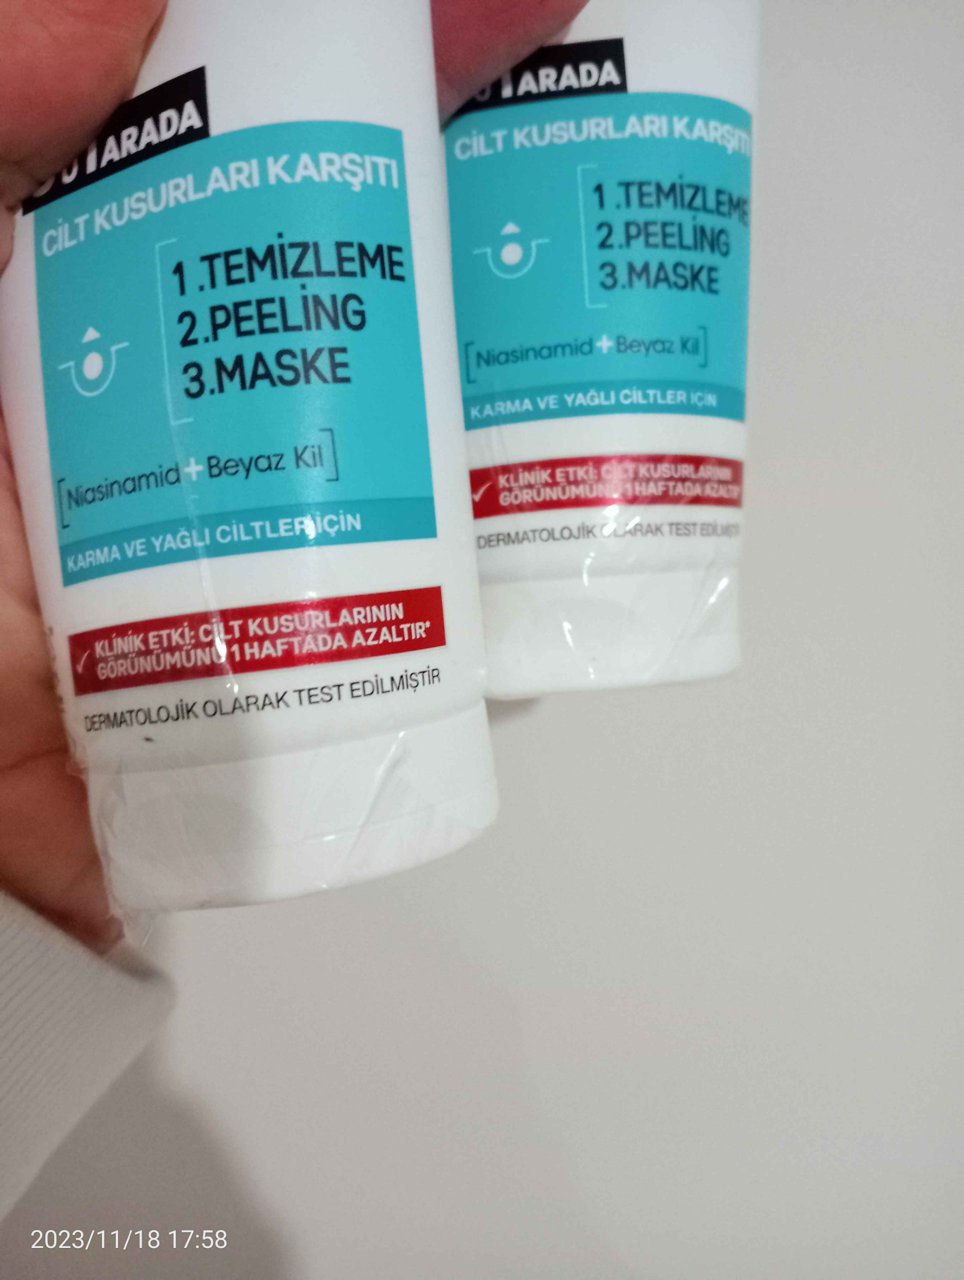 ARADA
CİLT KUSURLARI KARŞITI
1.TEMİZLEME
2.PEELİNG
3.MASKE
[Niasinamid+Beyaz Kil]
KARMA VE YAĞLI CİLTLER İÇİN
KLİNİK ETKİ: CİLT KUSURLARININ
GÖRÜNÜMÜNÜ 1 HAFTADA AZALTIR*
DERMATOLOJİK OLARAK TEST EDİLMİŞTİR
1 ARADA
CİLT KUSURLARI KARŞITI
1.TEMİZLEME
2.PEELİNG
3.MASKE
[Niasinamid+Beyaz Kil]
KARMA VE YAĞLI CİLTLER İÇİN
KLİNİK ETKİ: CİLT KUSURLARININ
GÖRÜNÜMÜNÜ 1 HAFTADA AZALTIR*
DERMATOLOJİK OLARAK TEST EDİLMİŞTİR
2023/11/18 17:58